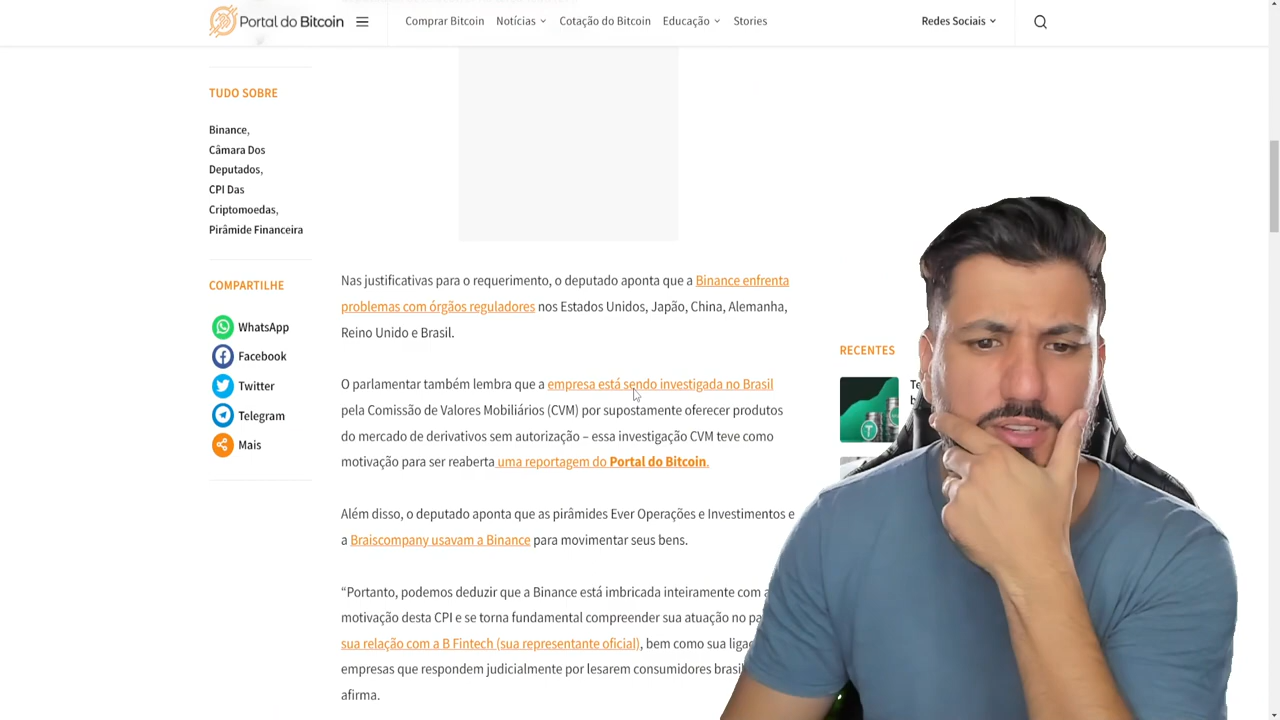 Portal do Bitcoin
Comprar Bitcoin
Notícias
Cotação do Bitcoin
Educação
Stories
Redes Sociais
TUDO SOBRE
Binance,
Câmara Dos
Deputados,
CPI Das
Criptomoedas,
Pirâmide Financeira
COMPARTILHE
WhatsApp
Facebook
Twitter
Telegram
Mais
Nas justificativas para o requerimento, o deputado aponta que a Binance enfrenta
problemas com órgãos reguladores nos Estados Unidos, Japão, China, Alemanha,
Reino Unido e Brasil.
O parlamentar também lembra que a empresa está sendo investigada no Brasil
pela Comissão de Valores Mobiliários (CVM) por supostamente oferecer produtos
do mercado de derivativos sem autorização – essa investigação CVM teve como
motivação para ser reaberta uma reportagem do Portal do Bitcoin.
Além disso, o deputado aponta que as pirâmides Ever Operações e Investimentos e
a Braiscompany usavam a Binance para movimentar seus bens.
“Portanto, podemos deduzir que a Binance está imbricada inteiramente com
motivação desta CPI e se torna fundamental compreender sua atuação no
sua relação com a B Fintech (sua representante oficial), bem como sua
empresas que respondem judicialmente por lesarem consumidores
afirma.
RECENTES